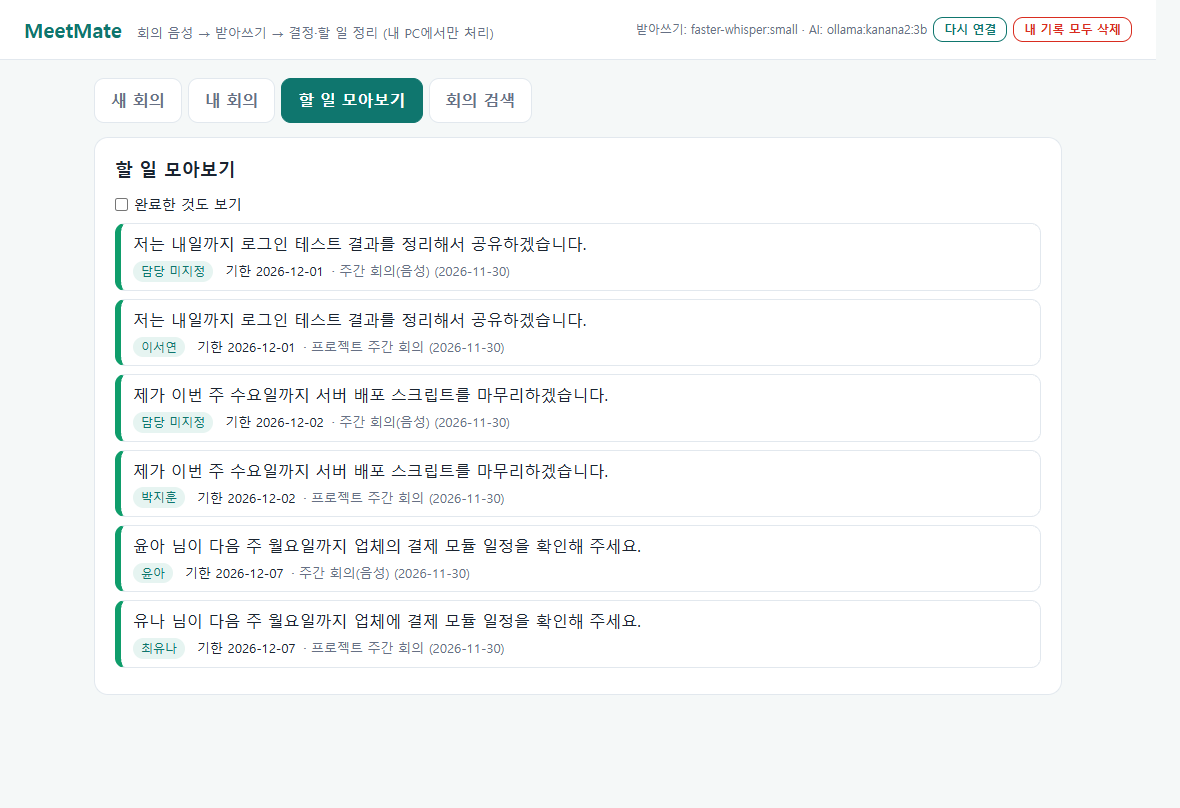 MeetMate 회의 음성 → 받아쓰기 → 결정·할 일 정리 (내 PC에서만 처리) 받아쓰기: faster-whisper:small · AI: ollama:kanana2:3b 다시 연결 내 기록 모두 삭제
새 회의 내 회의 할 일 모아보기 회의 검색
할 일 모아보기
완료한 것도 보기
저는 내일까지 로그인 테스트 결과를 정리해서 공유하겠습니다.
담당 미지정 기한 2026-12-01 · 주간 회의(음성) (2026-11-30)
저는 내일까지 로그인 테스트 결과를 정리해서 공유하겠습니다.
이서연 기한 2026-12-01 · 프로젝트 주간 회의 (2026-11-30)
제가 이번 주 수요일까지 서버 배포 스크립트를 마무리하겠습니다.
담당 미지정 기한 2026-12-02 · 주간 회의(음성) (2026-11-30)
제가 이번 주 수요일까지 서버 배포 스크립트를 마무리하겠습니다.
박지훈 기한 2026-12-02 · 프로젝트 주간 회의 (2026-11-30)
윤아 님이 다음 주 월요일까지 업체의 결제 모듈 일정을 확인해 주세요.
윤아 기한 2026-12-07 · 주간 회의(음성) (2026-11-30)
유나 님이 다음 주 월요일까지 업체에 결제 모듈 일정을 확인해 주세요.
최유나 기한 2026-12-07 · 프로젝트 주간 회의 (2026-11-30)